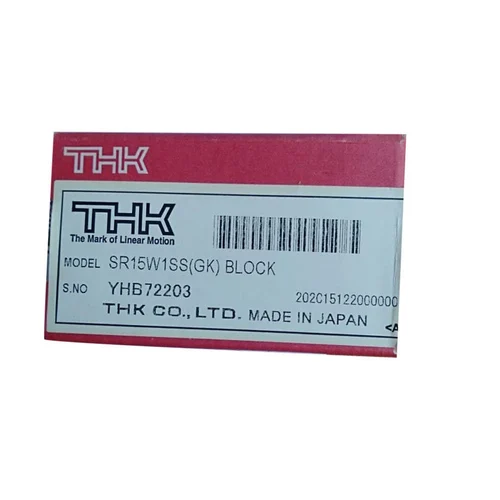 THK
THK
The Mark of Linear Motion
MODEL SR15W1SS(GK) BLOCK
S.NO YHB72203
202015122000000
THK CO., LTD. MADE IN JAPAN